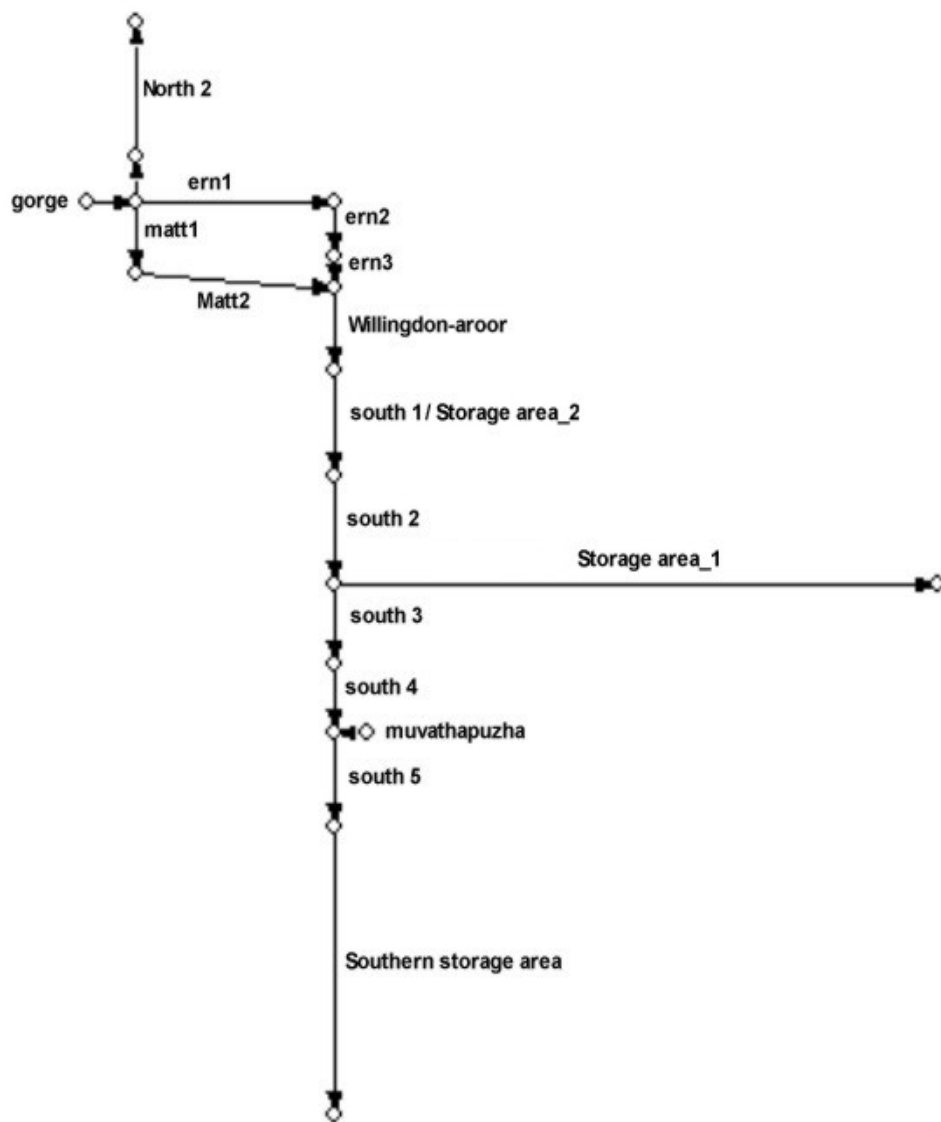 North 2
ern1
gorge
ern2
matt1
ern3
Matt2
Willingdon-aroor
south 1/ Storage area_2
south 2
Storage area_1
south 3
south 4
muvathapuzha
south 5
Southern storage area